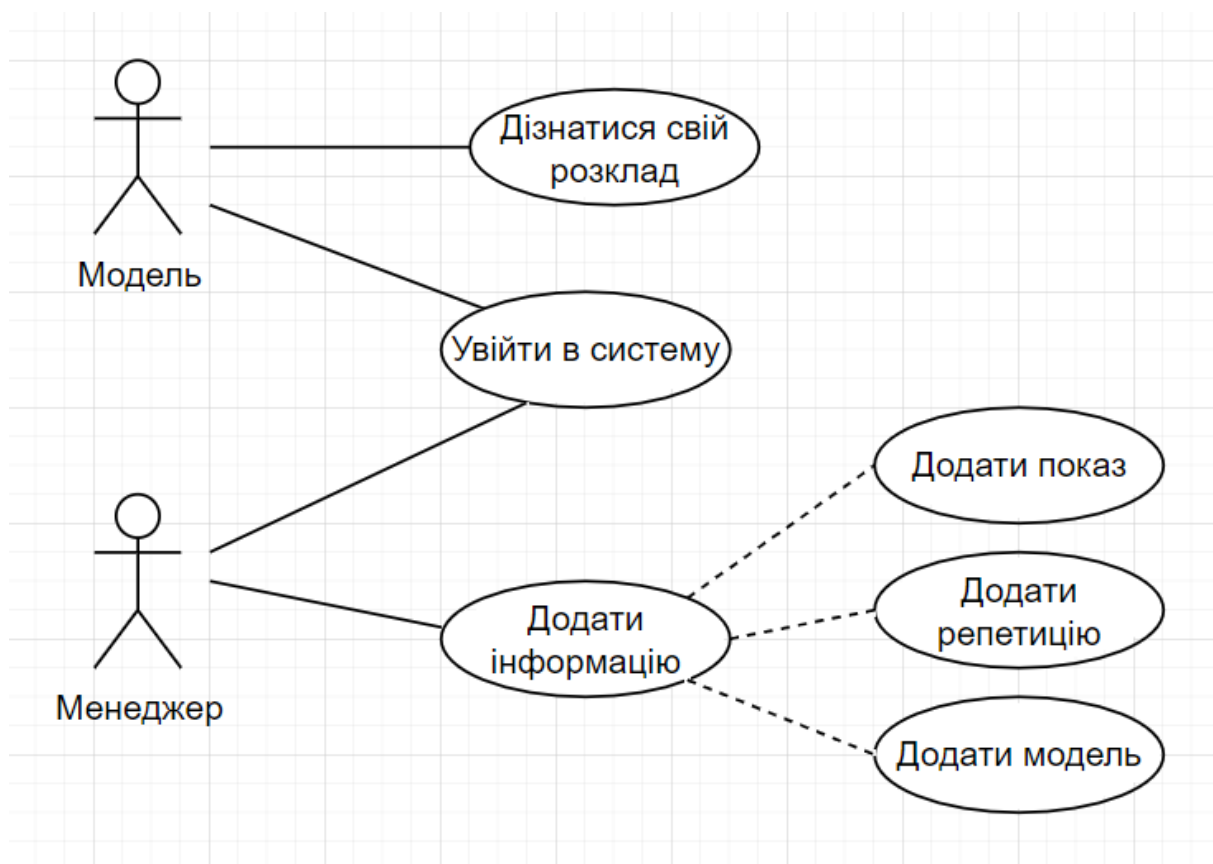 Дізнатися свій
розклад
Модель
Увійти в систему
Додати показ
Додати
репетицію
Додати
інформацію
Менеджер
Додати модель